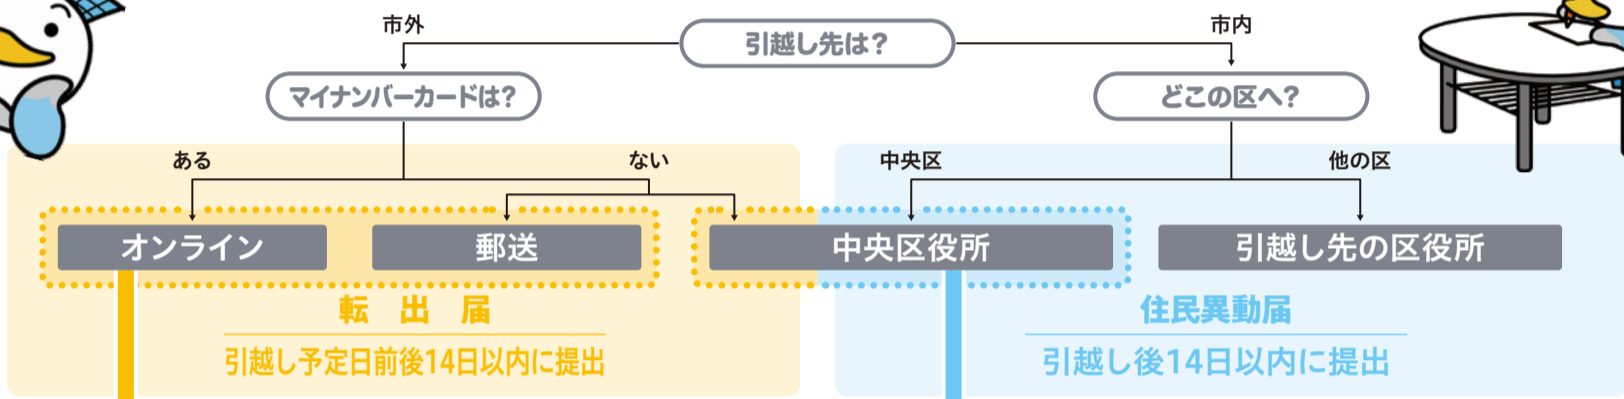 引越し先は?
市外
市内
マイナンバーカードは?
どこの区へ?
ある
ない
中央区
他の区
オンライン
郵送
中央区役所
引越し先の区役所
転出届
引越し予定日前後14日以内に提出
住民異動届
引越し後14日以内に提出